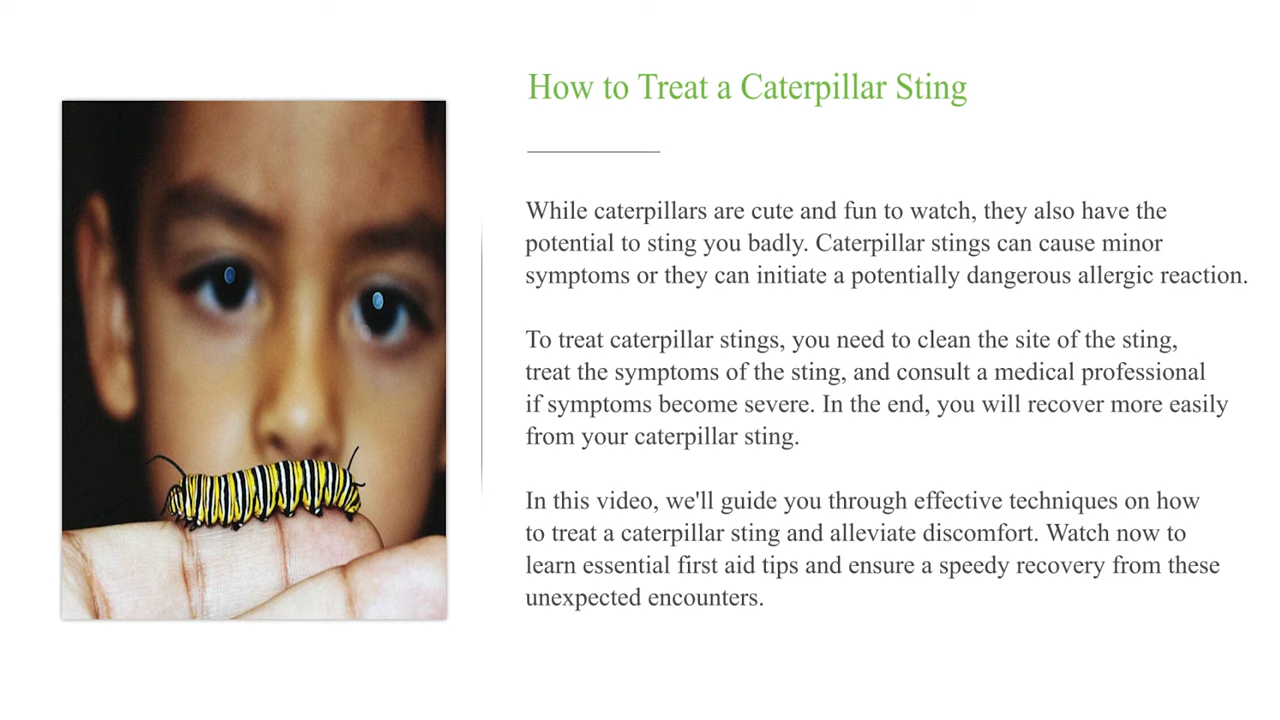 How to Treat a Caterpillar Sting
While caterpillars are cute and fun to watch, they also have the
potential to sting you badly. Caterpillar stings can cause minor
symptoms or they can initiate a potentially dangerous allergic reaction.
To treat caterpillar stings, you need to clean the site of the sting,
treat the symptoms of the sting, and consult a medical professional
if symptoms become severe. In the end, you will recover more easily
from your caterpillar sting.
In this video, we'll guide you through effective techniques on how
to treat a caterpillar sting and alleviate discomfort. Watch now to
learn essential first aid tips and ensure a speedy recovery from these
unexpected encounters.